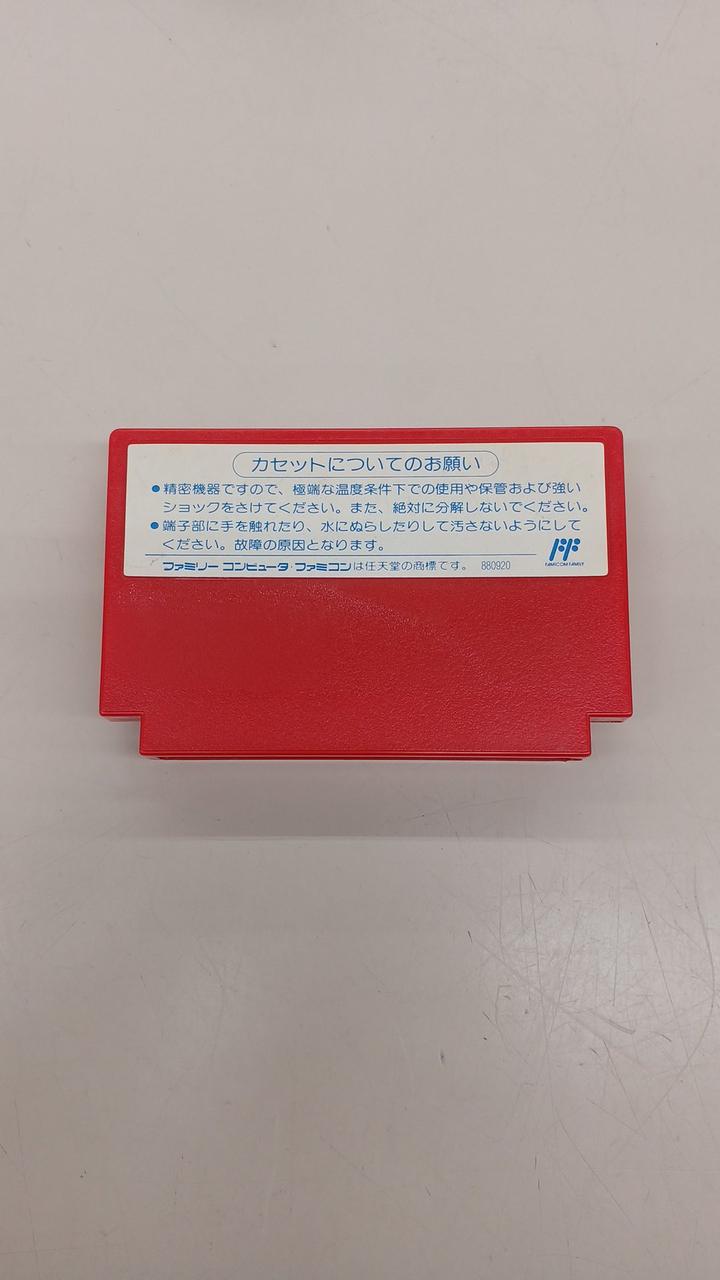 カセットについてのお願い
●精密機器ですので、極端な温度条件下での使用や保管および強い
ショックをさけてください。また、絶対に分解しないでください。
●端子部に手を触れたり、水にぬらしたりして汚さないようにして
ください。故障の原因となります。
FAMICOM FAMILY
ファミリー コンピュータ・ファミコンは任天堂の商標です。 880920